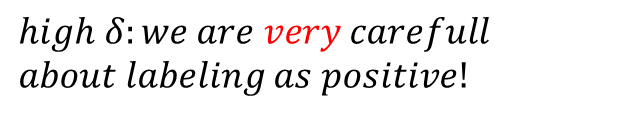 high δ: we are very carefull
about labeling as positive!